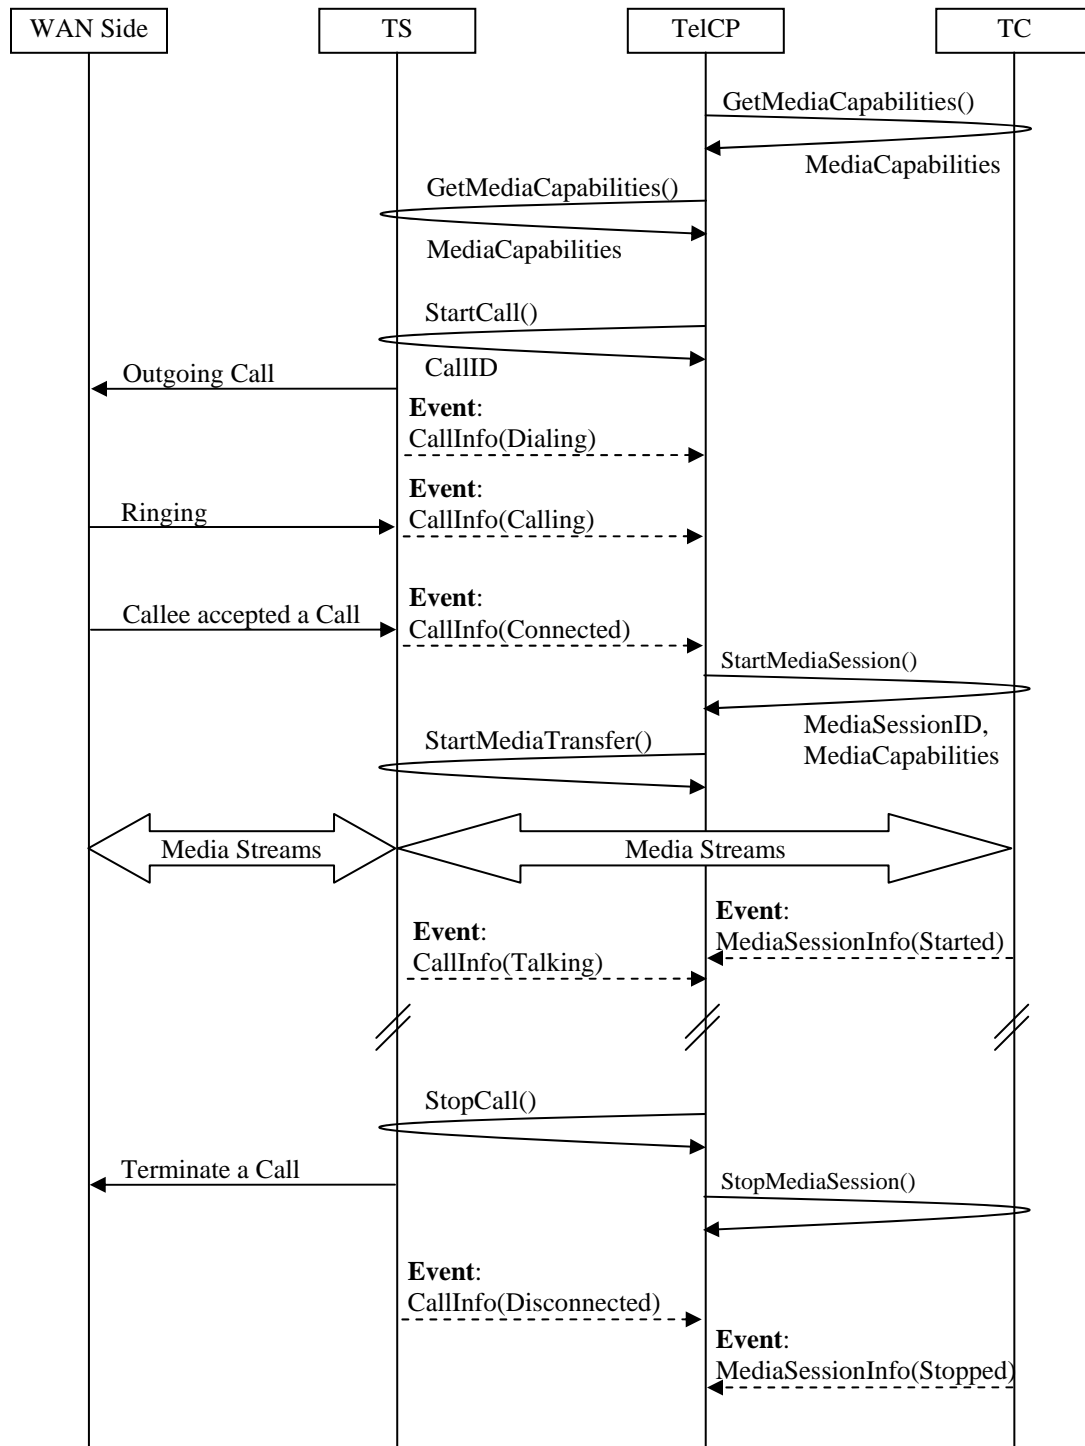 WAN Side
TS
TelCP
TC
GetMediaCapabilities()
MediaCapabilities
GetMediaCapabilities()
MediaCapabilities
StartCall()
CallID
Outgoing Call
Event:
CallInfo(Dialing)
Event:
CallInfo(Calling)
Ringing
Event:
CallInfo(Connected)
Callee accepted a Call
StartMediaSession()
MediaSessionID,
MediaCapabilities
StartMediaTransfer()
Media Streams
Media Streams
Event:
MediaSessionInfo(Started)
Event:
CallInfo(Talking)
StopCall()
Terminate a Call
StopMediaSession()
Event:
CallInfo(Disconnected)
Event:
MediaSessionInfo(Stopped)